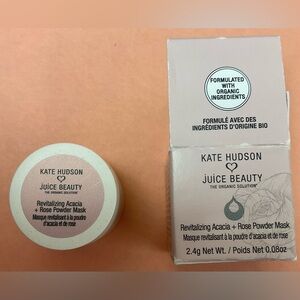 FORMULATED
WITH
ORGANIC
INGREDIENTS
FORMULÉ AVEC DES
INGRÉDIENTS D'ORIGINE BIO
KATE HUDSON
JUICE BEAUTY
THE ORGANIC SOLUTION
Revitalizing Acacia
+ Rose Powder Mask
Masque revitalisant à la poudre
d'acacia et de rose
KATE HUDSON
JUICE BEAUTY
THE ORGANIC SOLUTION
Revitalizing Acacia + Rose Powder Mask
Masque revitalisant à la poudre d'acacia et de rose
2.4g Net Wt. / Poids Net 0.08oz